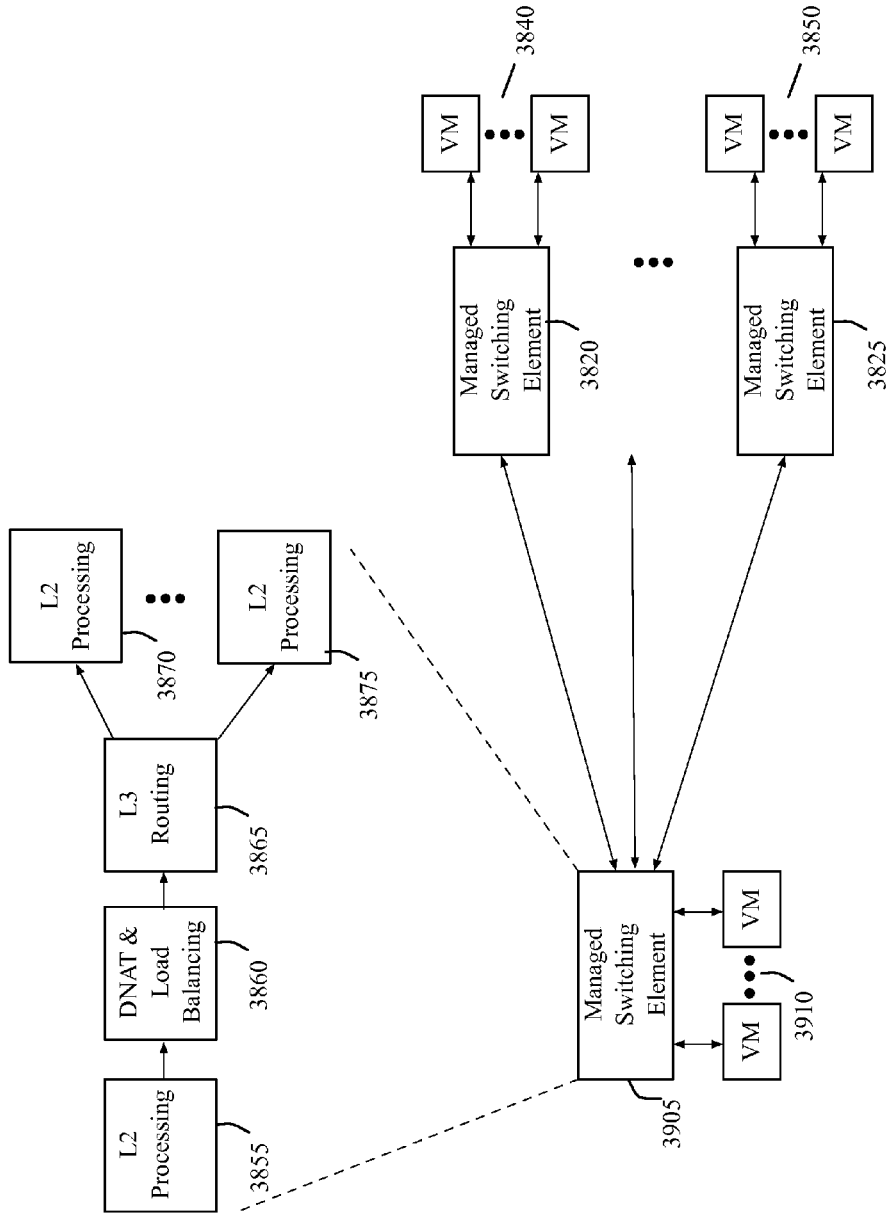 L2
Processing
3855
DNAT &
Load
Balancing
3860
L3
Routing
3865
L2
Processing
3870
L2
Processing
3875
Managed
Switching
Element
3905
VM
VM
3910
Managed
Switching
Element
3820
VM
VM
3840
Managed
Switching
Element
3825
VM
VM
3850